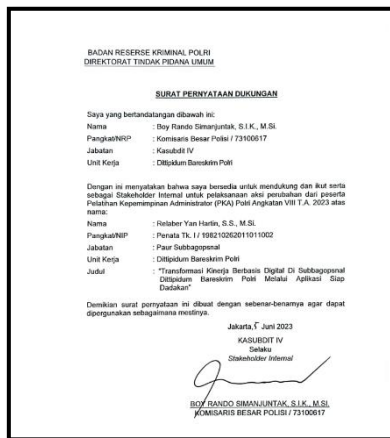 BADAN RESERSE KRIMINAL POLRI
DIREKTORAT TINDAK PIDANA UMUM
SURAT PERNYATAAN DUKUNGAN
Saya yang bertandatangan dibawah ini:
Nama : Boy Rando Simanjuntak, S.I.K., M.Si.
Pangkat/NRP : Komisaris Besar Polisi / 73100617
Jabatan : Kasubdit IV
Unit Kerja : Dittipidum Bareskrim Polri
Dengan ini menyatakan bahwa saya bersedia untuk mendukung dan ikut serta
sebagai Stakeholder Internal untuk pelaksanaan aksi perubahan dari peserta
Pelatihan Kepemimpinan Administrator (PKA) Polri Angkatan VIII T.A. 2023 atas
nama:
Nama : Relaber Yan Harlin, S.S., M.Si.
Pangkat/NIP : Penata Tk. I / 198210262011011002
Jabatan : Paur Subbagopsnal
Unit Kerja : Dittipidum Bareskrim Polri
Judul : "Transformasi Kinerja Berbasis Digital Di Subbagopsnal
Dittipidum Bareskrim Polri Melalui Aplikasi Siap
Dadakan"
Demikian surat pernyataan ini dibuat dengan sebenar-benarnya agar dapat
dipergunakan sebagaimana mestinya.
Jakarta, 5 Juni 2023
KASUBDIT IV
Selaku
Stakeholder Internal
BOY RANDO SIMANJUNTAK, S.I.K., M.SI.
KOMISARIS BESAR POLISI / 73100617